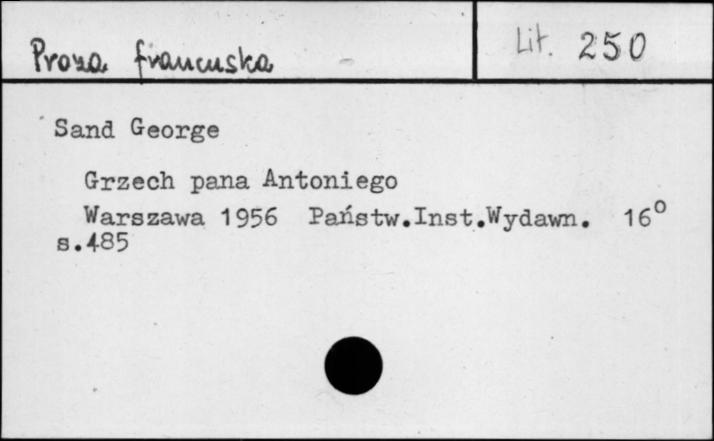 Proza francuska
Lit. 250
Sand George
Grzech pana Antoniego
Warszawa 1956 Państw.Inst.Wydawn. 16°
s.485